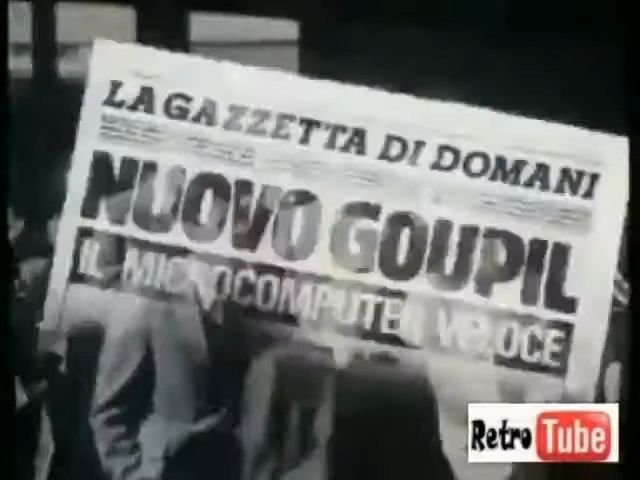 LA GAZZETTA DI DOMANI
NUOVO GOUPIL
IL MICROCOMPUTER VELOCE
Retro Tube